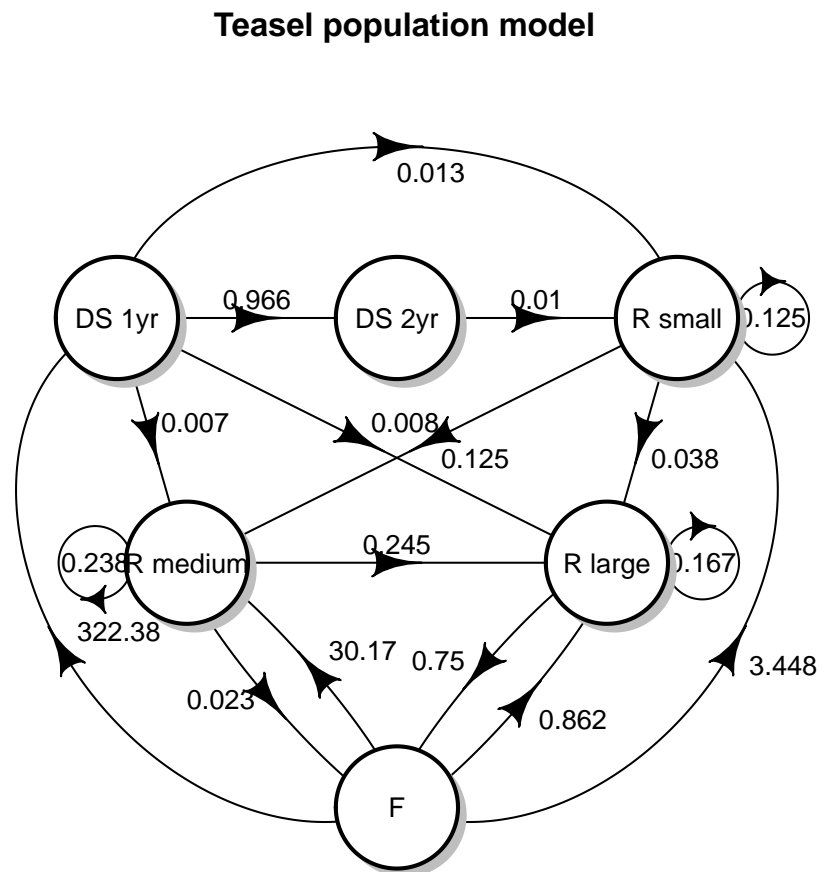 Teasel population model
0.013
0.966
0.01
DS 1yr
DS 2yr
R small
0.125
0.007
0.008
0.125
0.038
0.245
0.238
R medium
R large
0.167
322.38
30.17
0.75
3.448
0.023
0.862
F